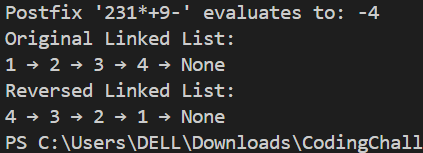 Postfix '231*+9-' evaluates to: -4
Original Linked List:
1 → 2 → 3 → 4 → None
Reversed Linked List:
4 → 3 → 2 → 1 → None
PS C:\Users\DELL\Downloads\CodingChall